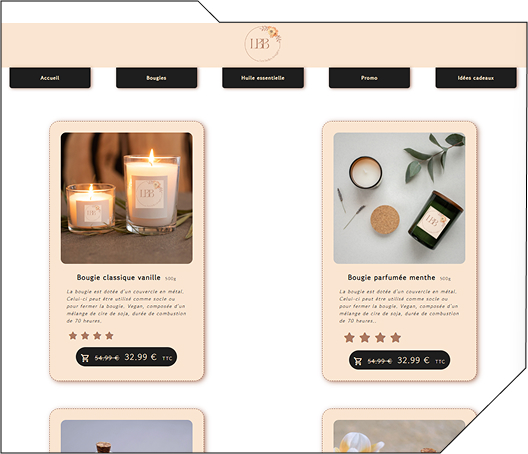 LBB
Accueil
Bougies
Huile essentielle
Promo
Idées cadeaux
LBB
Bougie classique vanille 500g
La bougie est dotée d'un couvercle en métal.
Celui-ci peut être utilisé comme socle ou
pour fermer la bougie. Vegan, composée d'un
mélange de cire de soja, durée de combustion
de 70 heures.
54.99 € 32.99 € TTC
LBB
Bougie parfumée menthe 500g
La bougie est dotée d'un couvercle en métal.
Celui-ci peut être utilisé comme socle ou
pour fermer la bougie. Vegan, composée d'un
mélange de cire de soja, durée de combustion
de 70 heures..
54.99 € 32.99 € TTC